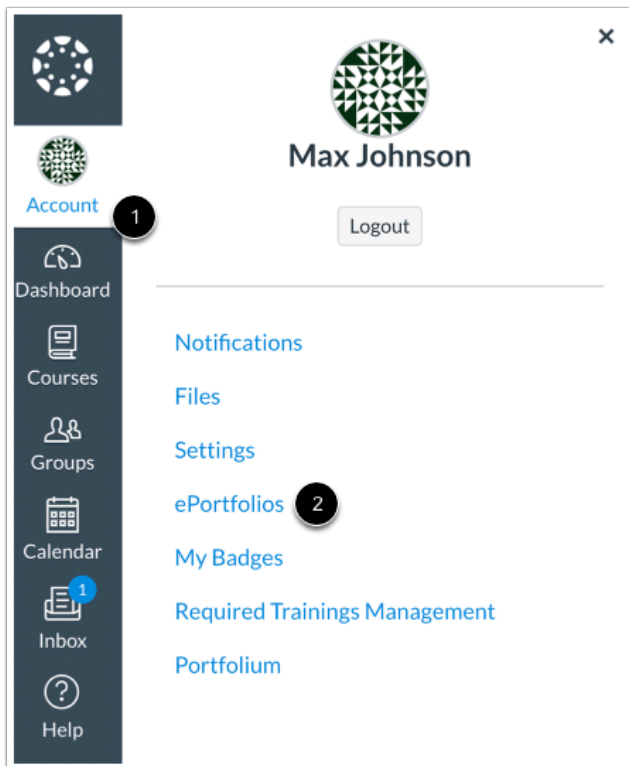 ×
Max Johnson
Account
1
Logout
Dashboard
Courses
Groups
Calendar
1
Inbox
?
Help
Notifications
Files
Settings
ePortfolios 2
My Badges
Required Trainings Management
Portfolium